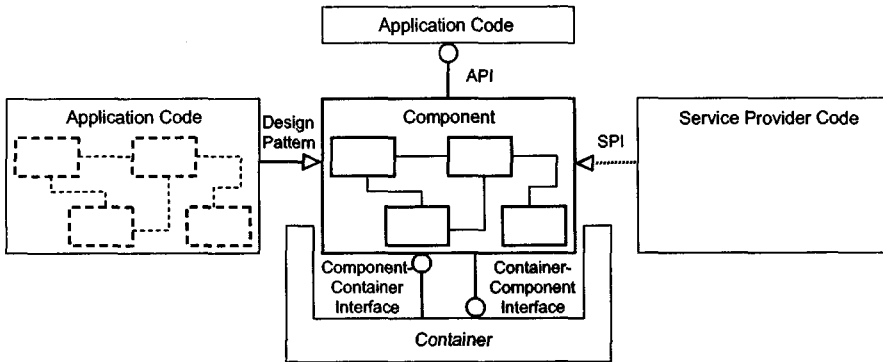 Application Code
API
Application Code
Design
Pattern
Component
SPI
Service Provider Code
Component-
Container
Interface
Container-
Component
Interface
Container